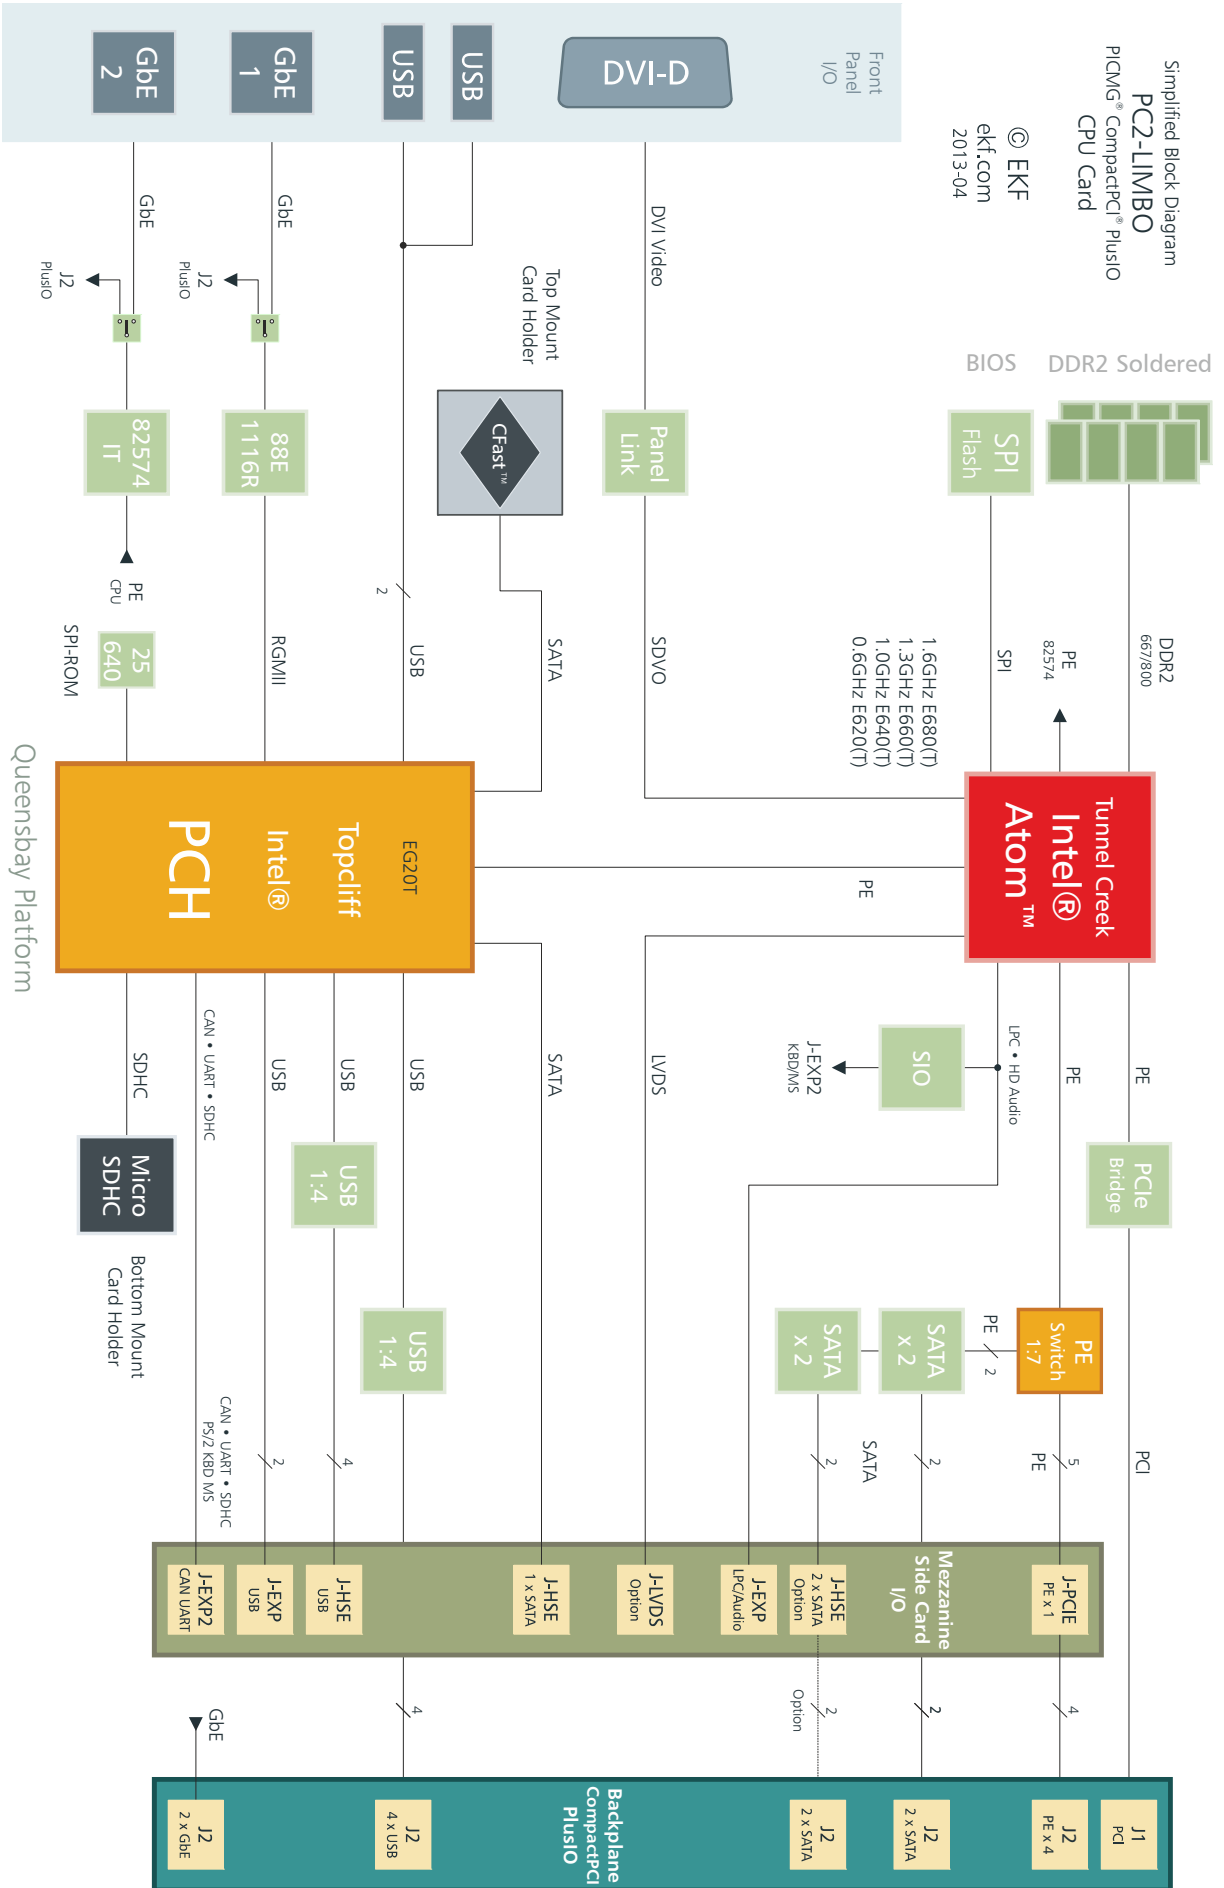 Simplified Block Diagram
PC2-LIMBO
PICMG® CompactPCI® PlusIO
CPU Card
© EKF
ekf.com
2013-04
Front
Panel
I/O
DVI-D
USB
USB
GbE
1
GbE
2
DVI Video
GbE
GbE
J2
PlusIO
J2
PlusIO
Top Mount
Card Holder
CFast™
DDR2 Soldered
BIOS
SPI
Flash
Panel
Link
88E
1116R
82574
IT
PE
CPU
25
640
SPI-ROM
RGMII
2
USB
SATA
SDVO
DDR2
667/800
PE
82574
SPI
1.6GHz E680(T)
1.3GHz E660(T)
1.0GHz E640(T)
0.6GHz E620(T)
Tunnel Creek
Intel®
Atom™
PE
EG20T
Topcliff
Intel®
PCH
Queensbay Platform
PE
PE
LPC • HD Audio
SIO
J-EXP2
KBD/MS
LVDS
SATA
USB
USB
USB
CAN • UART • SDHC
SDHC
Micro
SDHC
Bottom Mount
Card Holder
PCIe
Bridge
USB
1:4
USB
1:4
PE
Switch
1:7
PE
2
SATA
x 2
SATA
x 2
PCI
5
PE
2
SATA
2
4
2
CAN • UART • SDHC
PS/2 KBD MS
Mezzanine
Side Card
I/O
J-PCIE
PE x 1
J-HSE
2 x SATA
Option
J-EXP
LPC/Audio
J-LVDS
Option
J-HSE
1 x SATA
J-HSE
USB
J-EXP
USB
J-EXP2
CAN UART
4
2
2
Option
4
GbE
Backplane
CompactPCI
PlusIO
J1
PCI
J2
PE x 4
J2
2 x SATA
J2
2 x SATA
J2
4 x USB
J2
2 x GbE